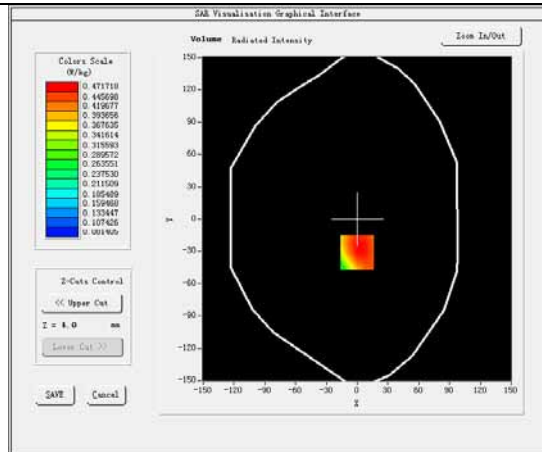 SAR Visualisation Graphical Interface
Volume Radiated Intensity
Zoom In/Out
Colors Scale
(W/kg)
0.471718
0.445698
0.419677
0.393656
0.367635
0.341614
0.315593
0.289572
0.263551
0.237530
0.211509
0.185489
0.159468
0.133447
0.107426
0.081405
Z-Cuts Control
<< Upper Cut
Z = 4.0 mm
Lower Cut >>
SAVE
Cancel
150
120
90
60
30
0
-30
-60
-90
-120
-150
Y
-150
-120
-90
-60
-30
0
30
60
90
120
150
X